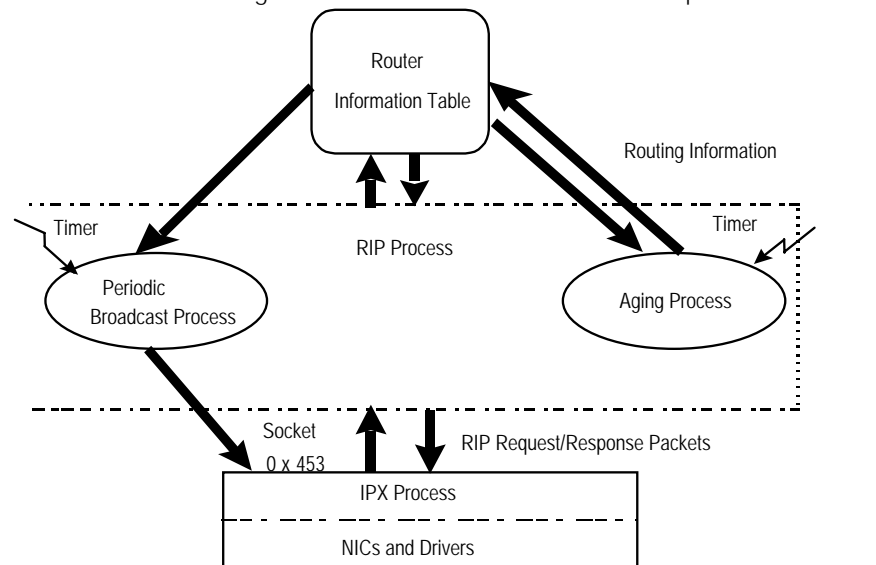 Router
Information Table
Routing Information
Timer
Timer
RIP Process
Periodic
Broadcast Process
Aging Process
Socket
0 x 453
RIP Request/Response Packets
IPX Process
NICs and Drivers